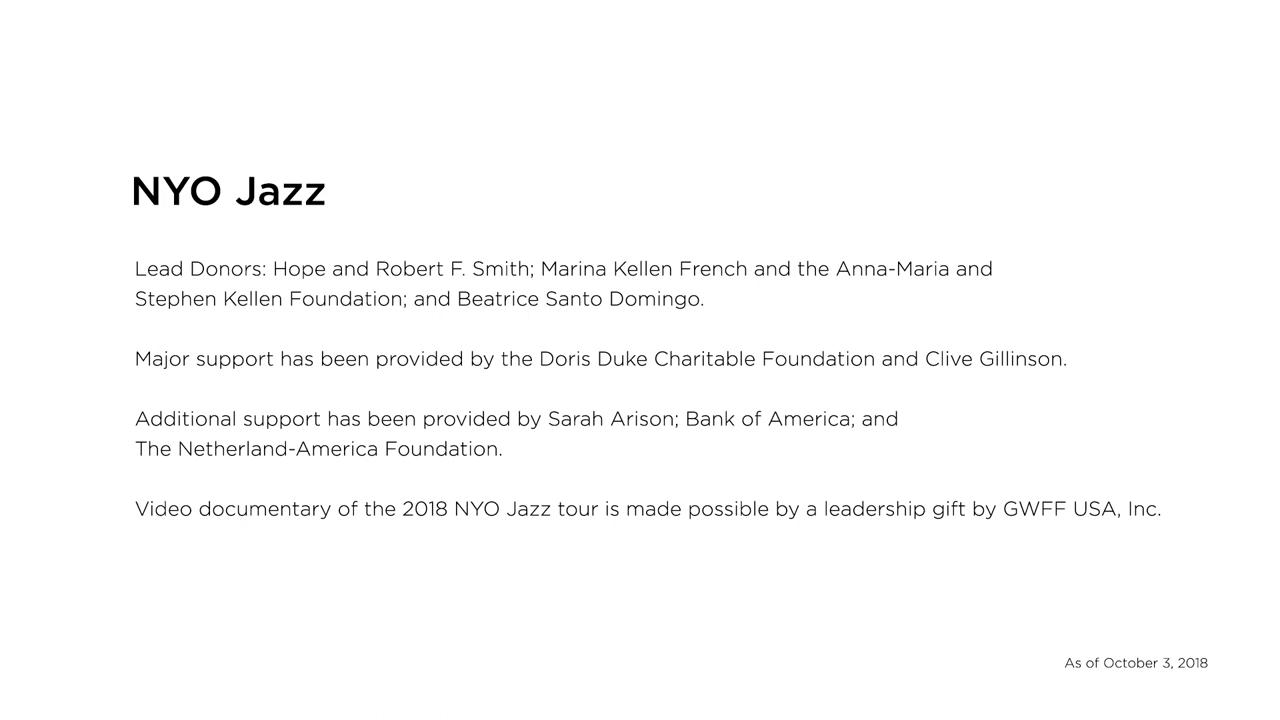 NYO Jazz
Lead Donors: Hope and Robert F. Smith; Marina Kellen French and the Anna-Maria and
Stephen Kellen Foundation; and Beatrice Santo Domingo.
Major support has been provided by the Doris Duke Charitable Foundation and Clive Gillinson.
Additional support has been provided by Sarah Arison; Bank of America; and
The Netherland-America Foundation.
Video documentary of the 2018 NYO Jazz tour is made possible by a leadership gift by GWFF USA, Inc.
As of October 3, 2018